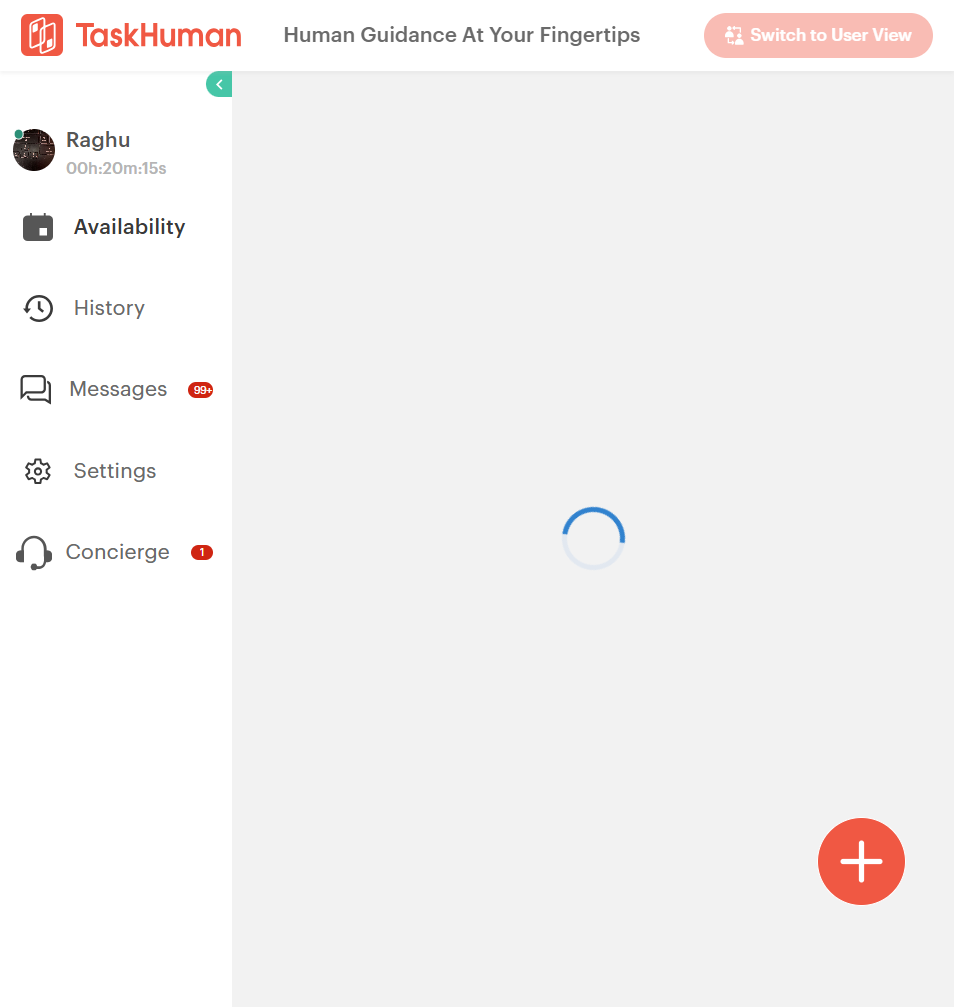 TaskHuman
Human Guidance At Your Fingertips
Switch to User View
Raghu
00h:20m:15s
Availability
History
Messages 99+
Settings
Concierge 1